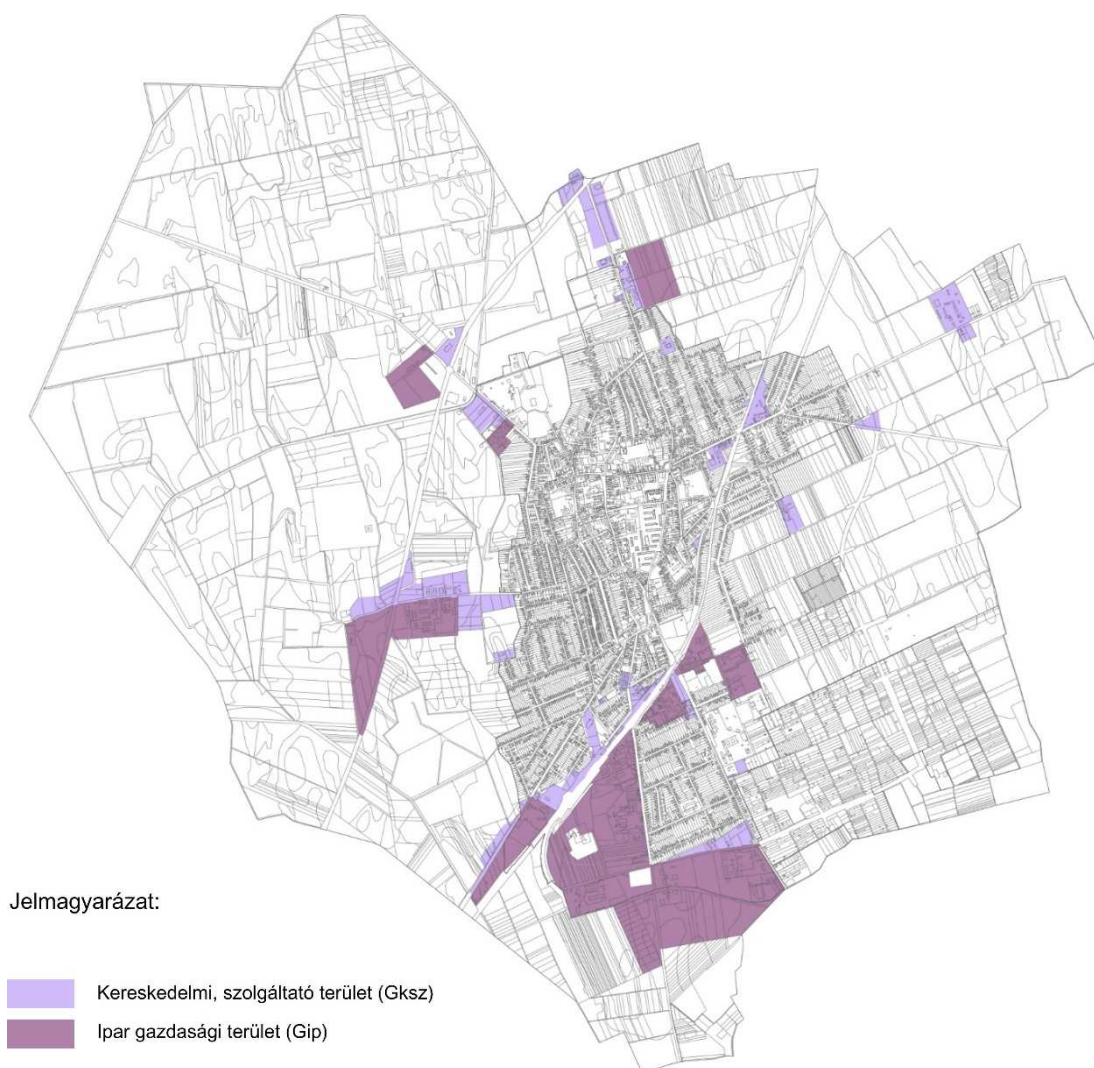 Jelmagyarázat:
Kereskedelmi, szolgáltató terület (Gksz)
Ipar gazdasági terület (Gip)